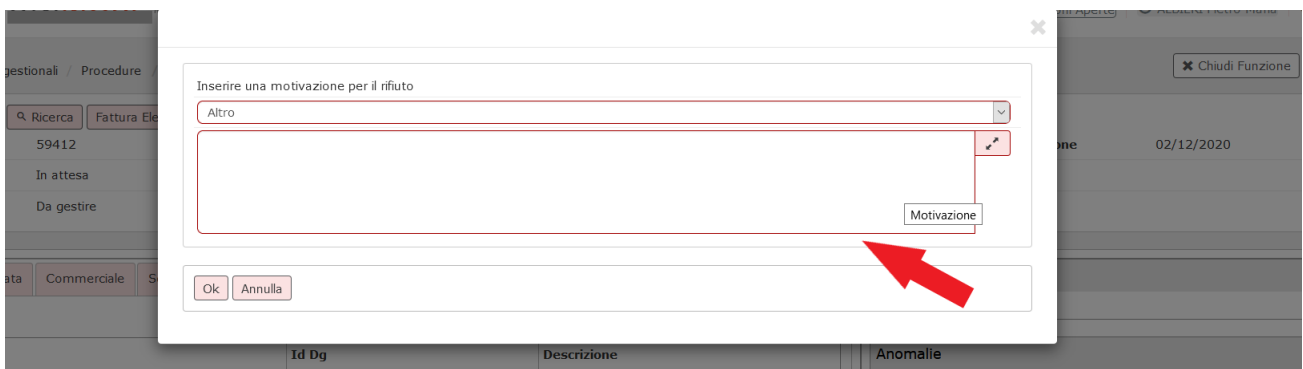 gestionali / Procedure /
Chiudi Funzione
Inserire una motivazione per il rifiuto
Ricerca Fattura Ele
Altro
59412
one 02/12/2020
In attesa
Da gestire
Motivazione
ata Commerciale S
Ok Annulla
Id Dg Descrizione Anomalie